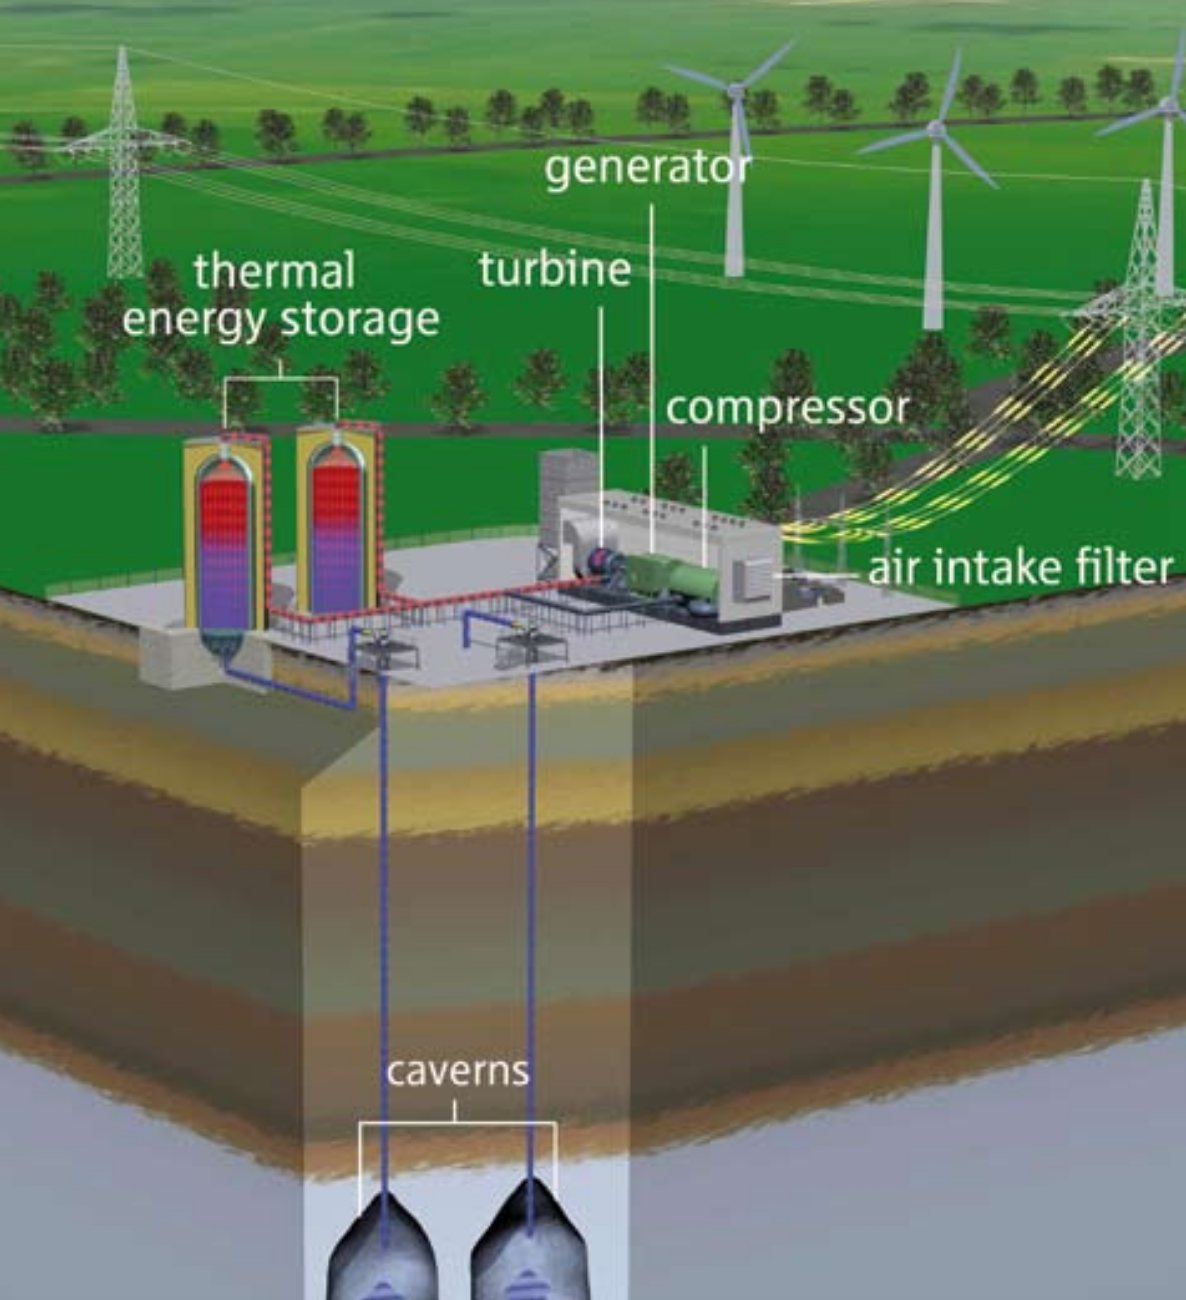 generator
thermal
energy storage
turbine
compressor
air intake filter
caverns